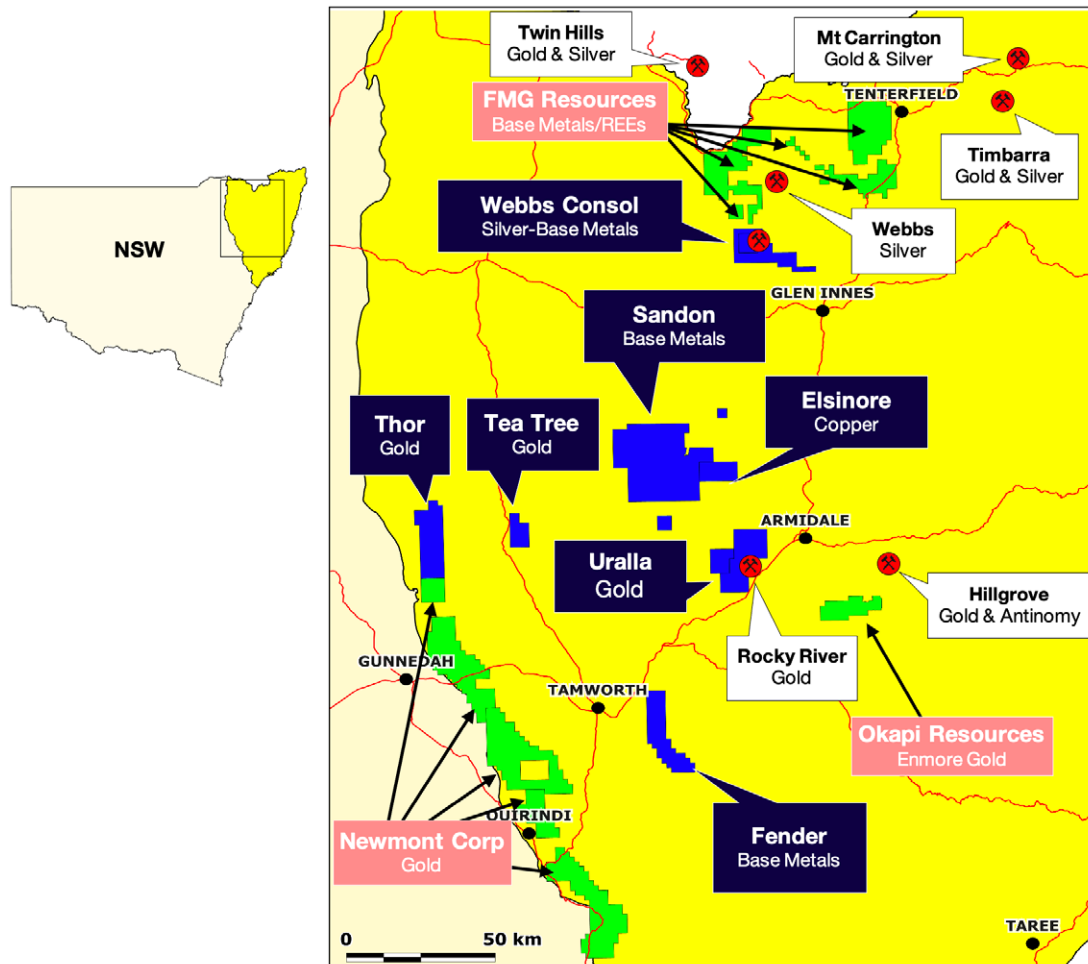 Twin Hills
Gold & Silver
Mt Carrington
Gold & Silver
FMG Resources
Base Metals/REEs
TENTERFIELD
Timbarra
Gold & Silver
Webbs Consol
Silver-Base Metals
Webbs
Silver
NSW
GLEN INNES
Sandon
Base Metals
Elsinore
Copper
Thor
Gold
Tea Tree
Gold
ARMIDALE
Uralla
Gold
Hillgrove
Gold & Antinomy
Rocky River
Gold
GUNNEDAH
TAMWORTH
Okapi Resources
Enmore Gold
QUIRINDI
Newmont Corp
Gold
Fender
Base Metals
TAREE
0 50 km